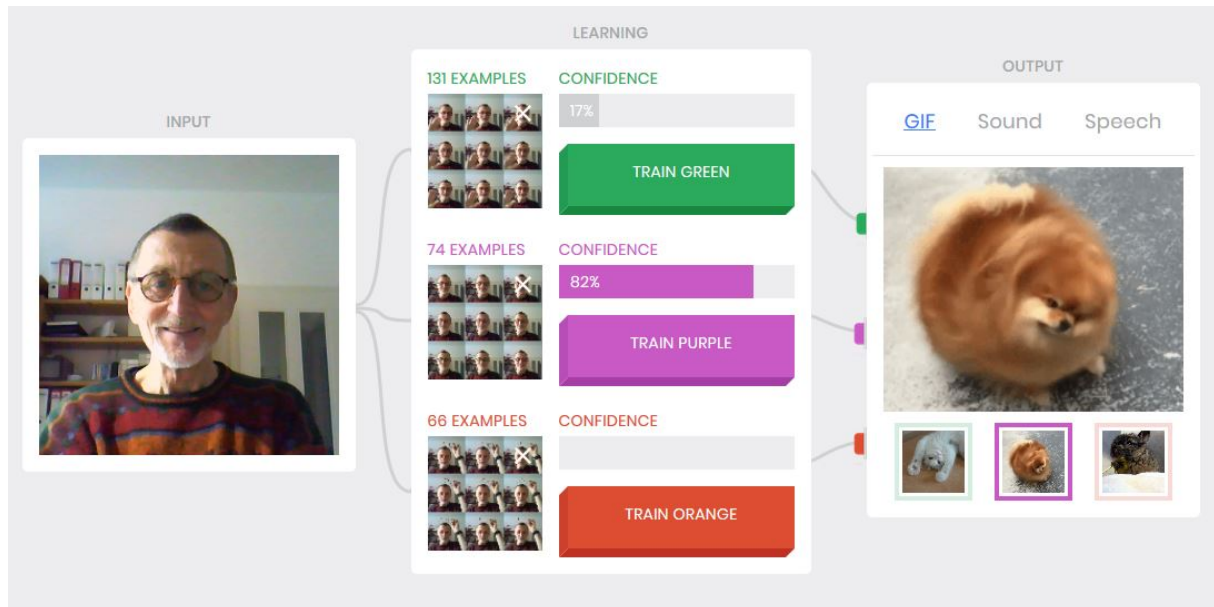 LEARNING
131 EXAMPLES CONFIDENCE
17%
TRAIN GREEN
74 EXAMPLES CONFIDENCE
82%
TRAIN PURPLE
66 EXAMPLES CONFIDENCE
TRAIN ORANGE
INPUT
OUTPUT
GIF Sound Speech